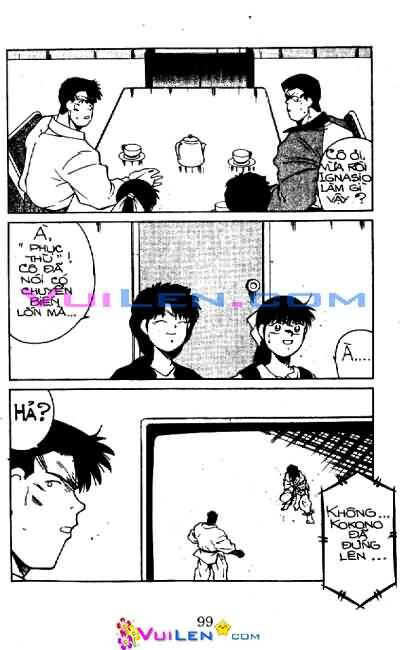 CÔ ƠI,
VỪA RỒI
IGNASIO
LÀM GÌ
VẬY?
À,
"PHỤC
THÙ"!
CÔ ĐÃ
NÓI CÓ
CHUYỆN
BIẾN
LỚN MÀ...
VUILEN.COM
À....
HẢ?
KHÔNG...
KOKONO
ĐÃ
ĐỨNG
LÊN...
99
VUILEN.COM